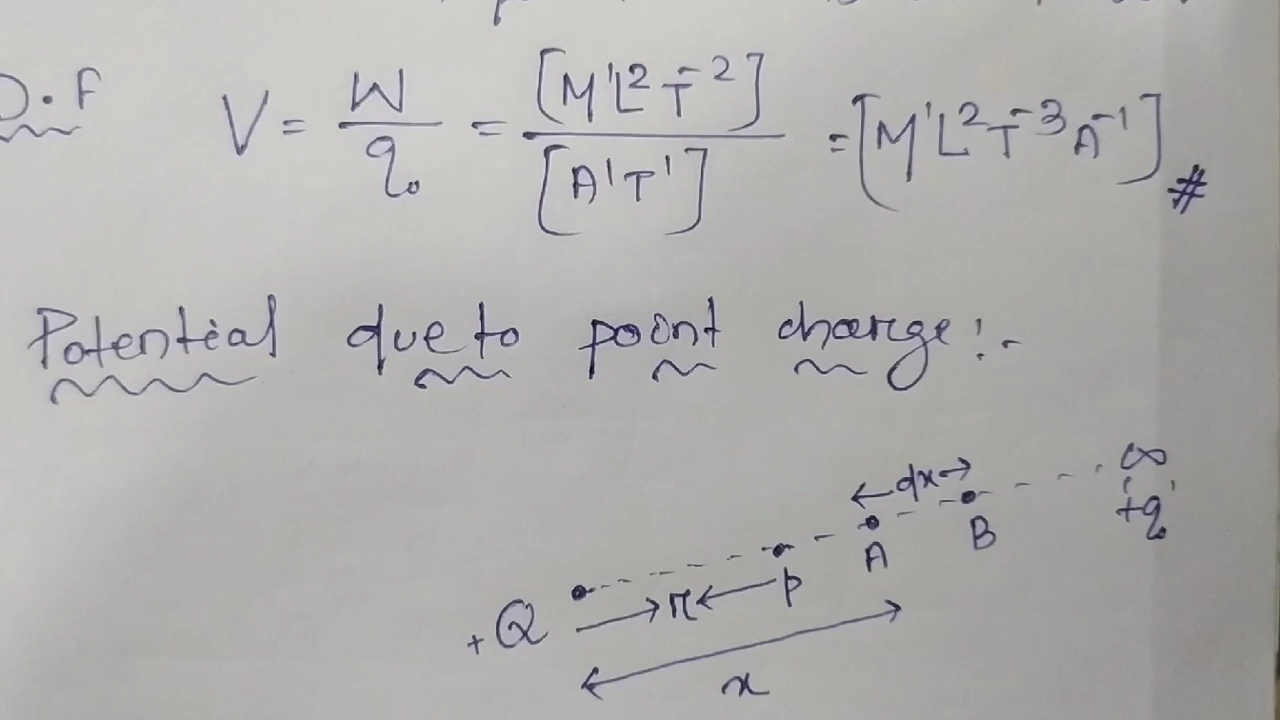 D.F V = W/q₀ = [M¹L²T⁻²]/[A¹T¹] = [M¹L²T⁻³A⁻¹] #
Potential due to point charge :-
dx ∞
A B +q₀
+Q r P
x